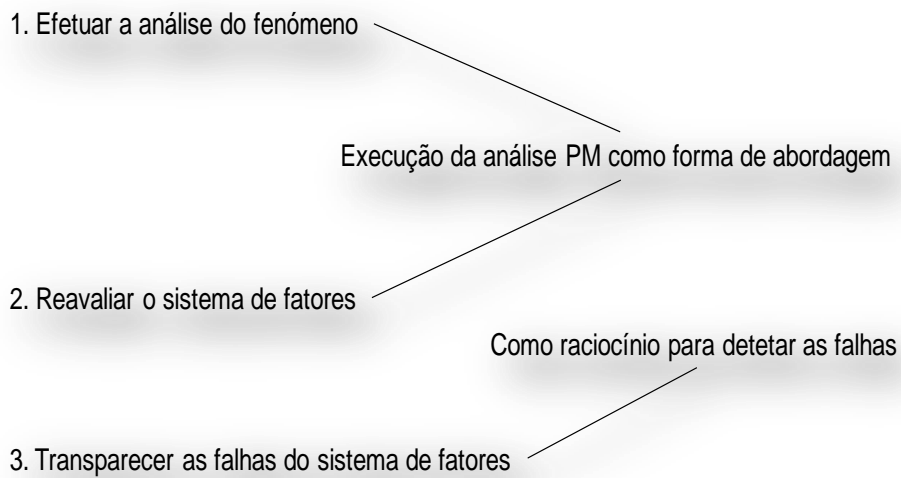 1. Efetuar a análise do fenómeno
Execução da análise PM como forma de abordagem
2. Reavaliar o sistema de fatores
Como raciocínio para detetar as falhas
3. Transparecer as falhas do sistema de fatores